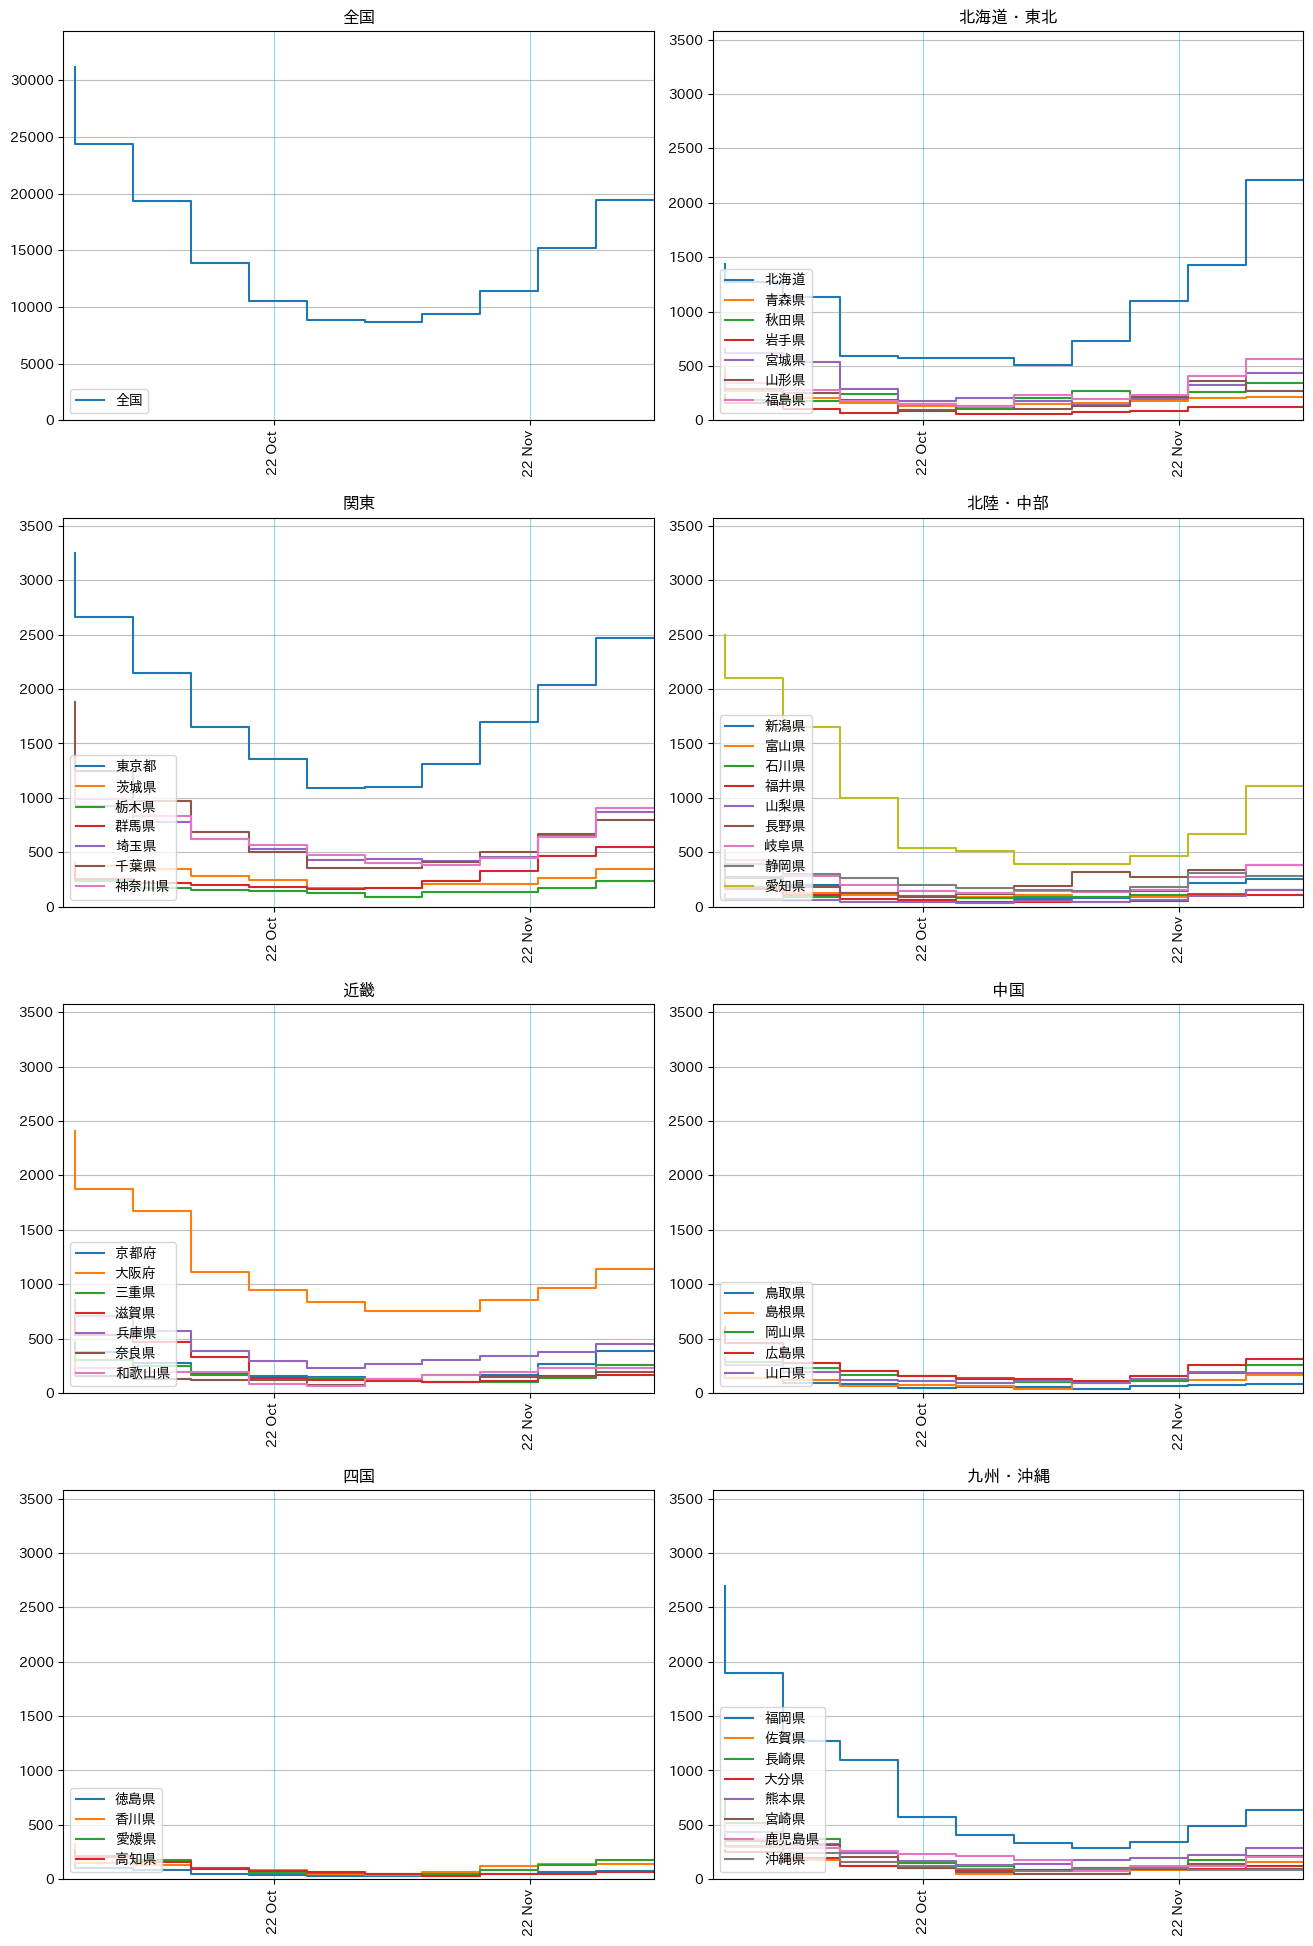 全国
30000
25000
20000
15000
10000
5000
0
全国
22 Oct
22 Nov
北海道・東北
3500
3000
2500
2000
1500
1000
500
0
北海道
青森県
秋田県
岩手県
宮城県
山形県
福島県
22 Oct
22 Nov
関東
3500
3000
2500
2000
1500
1000
500
0
東京都
茨城県
栃木県
群馬県
埼玉県
千葉県
神奈川県
22 Oct
22 Nov
北陸・中部
3500
3000
2500
2000
1500
1000
500
0
新潟県
富山県
石川県
福井県
山梨県
長野県
岐阜県
静岡県
愛知県
22 Oct
22 Nov
近畿
3500
3000
2500
2000
1500
1000
500
0
京都府
大阪府
三重県
滋賀県
兵庫県
奈良県
和歌山県
22 Oct
22 Nov
中国
3500
3000
2500
2000
1500
1000
500
0
鳥取県
島根県
岡山県
広島県
山口県
22 Oct
22 Nov
四国
3500
3000
2500
2000
1500
1000
500
0
徳島県
香川県
愛媛県
高知県
22 Oct
22 Nov
九州・沖縄
3500
3000
2500
2000
1500
1000
500
0
福岡県
佐賀県
長崎県
大分県
熊本県
宮崎県
鹿児島県
沖縄県
22 Oct
22 Nov